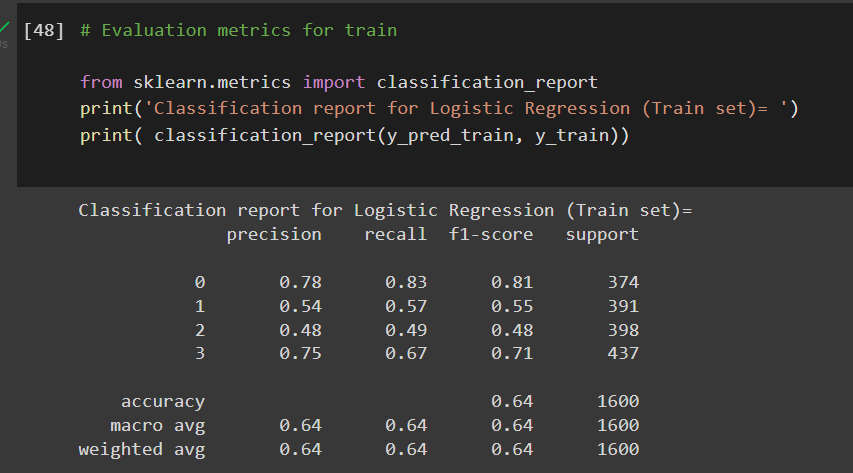 [48] # Evaluation metrics for train
from sklearn.metrics import classification_report
print('Classification report for Logistic Regression (Train set)= ')
print( classification_report(y_pred_train, y_train))
Classification report for Logistic Regression (Train set)=
precision recall f1-score support
0 0.78 0.83 0.81 374
1 0.54 0.57 0.55 391
2 0.48 0.49 0.48 398
3 0.75 0.67 0.71 437
accuracy 0.64 1600
macro avg 0.64 0.64 0.64 1600
weighted avg 0.64 0.64 0.64 1600